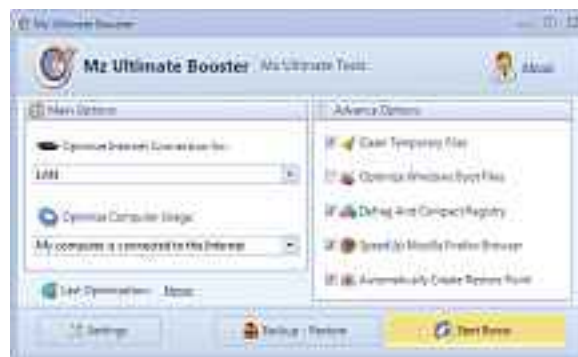 Mz Ultimate Booster
Mz Ultimate Booster Mz Ultimate Tools
About
Main Options
Optimize Internet Connection for:
LAN
Optimize Computer Usage:
My computer is connected to the Internet
Last Optimization:
Advance Options
Clean Temporary Files
Optimize Windows Boot Files
Defrag And Compact Registry
Speed Up Mozilla Firefox Browser
Automatically Create Restore Point
Settings
Backup - Restore
Start Boost